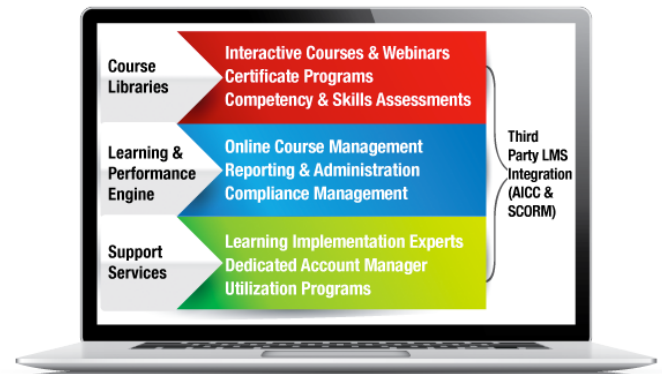 Course
Libraries
Interactive Courses & Webinars
Certificate Programs
Competency & Skills Assessments
Learning &
Performance
Engine
Online Course Management
Reporting & Administration
Compliance Management
Support
Services
Learning Implementation Experts
Dedicated Account Manager
Utilization Programs
Third
Party LMS
Integration
(AICC &
SCORM)